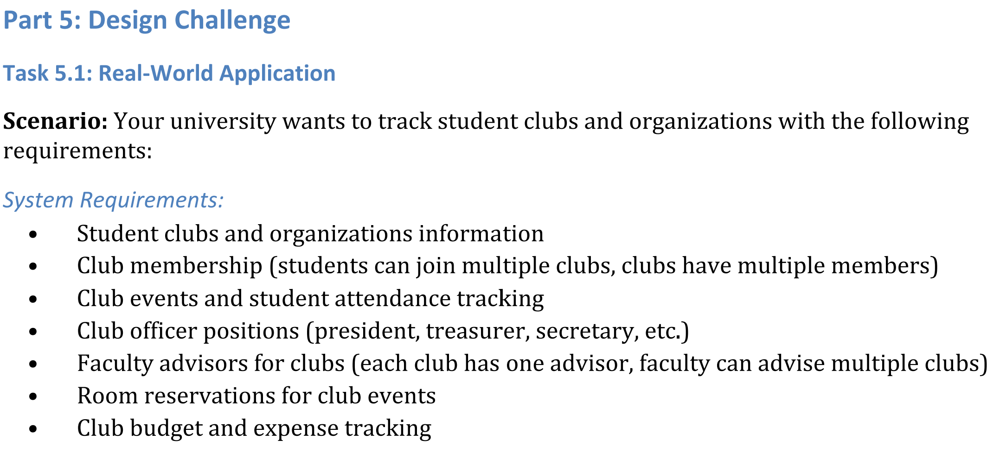 Part 5: Design Challenge
Task 5.1: Real-World Application
Scenario: Your university wants to track student clubs and organizations with the following
requirements:
System Requirements:
• Student clubs and organizations information
• Club membership (students can join multiple clubs, clubs have multiple members)
• Club events and student attendance tracking
• Club officer positions (president, treasurer, secretary, etc.)
• Faculty advisors for clubs (each club has one advisor, faculty can advise multiple clubs)
• Room reservations for club events
• Club budget and expense tracking